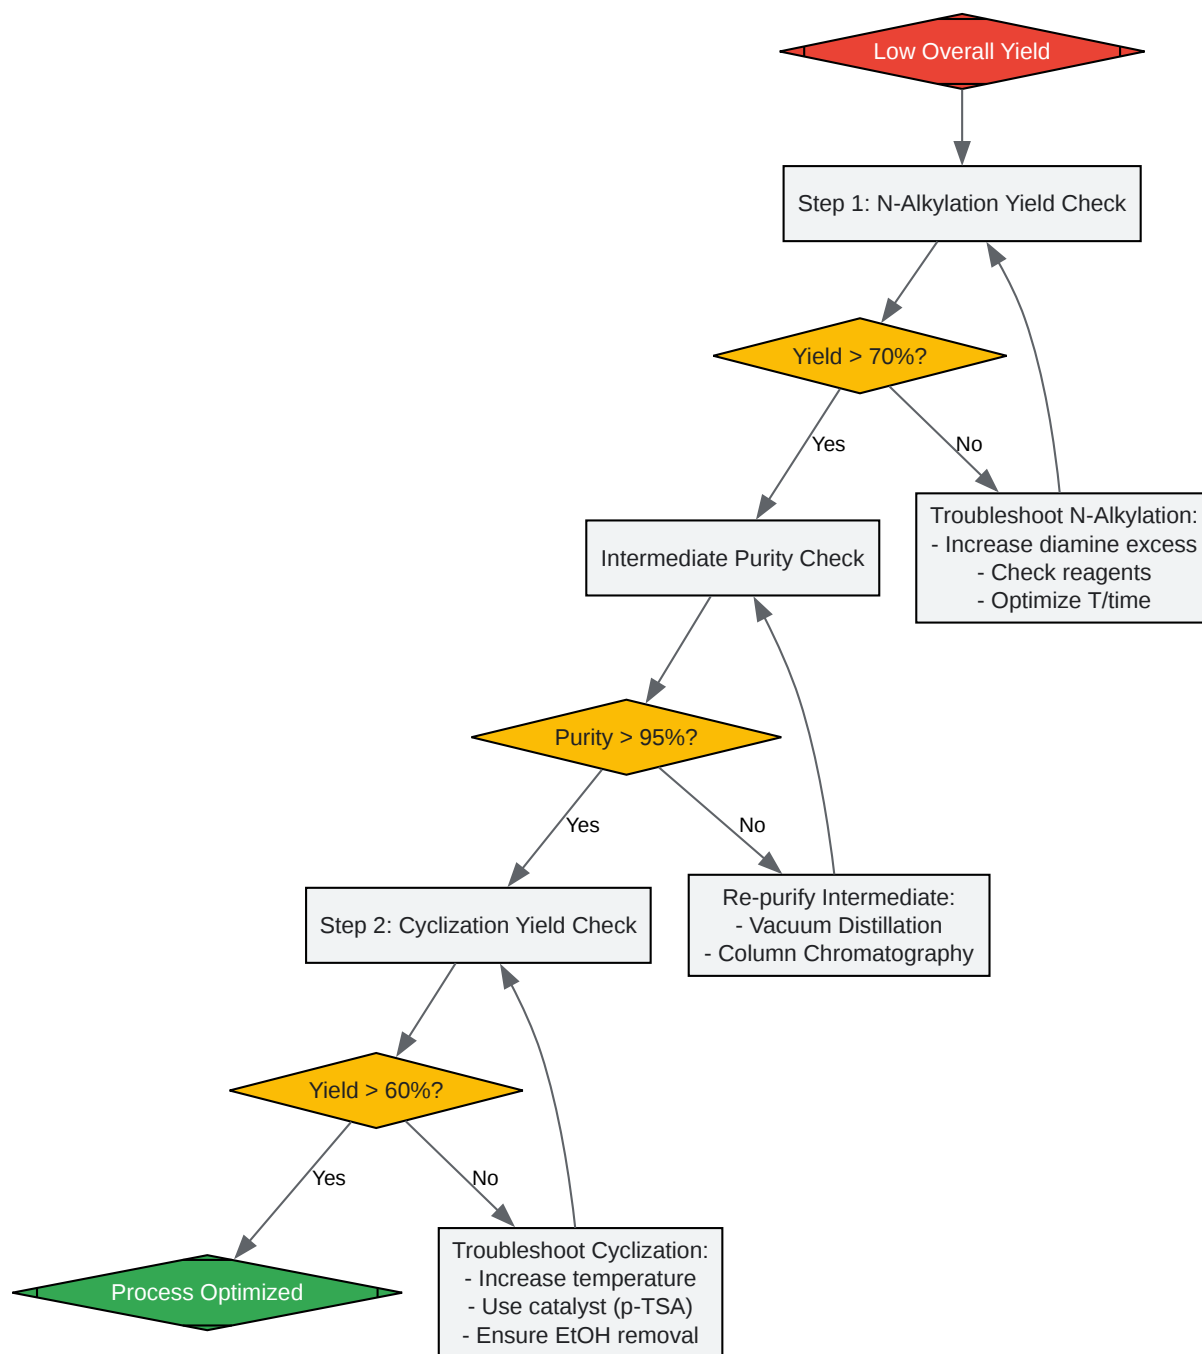 Low Overall Yield
Step 1: N-Alkylation Yield Check
Yield > 70%?
Yes
No
Troubleshoot N-Alkylation:
- Increase diamine excess
- Check reagents
- Optimize T/time
Intermediate Purity Check
Purity > 95%?
Yes
No
Re-purify Intermediate:
- Vacuum Distillation
- Column Chromatography
Step 2: Cyclization Yield Check
Yield > 60%?
Yes
No
Troubleshoot Cyclization:
- Increase temperature
- Use catalyst (p-TSA)
- Ensure EtOH removal
Process Optimized